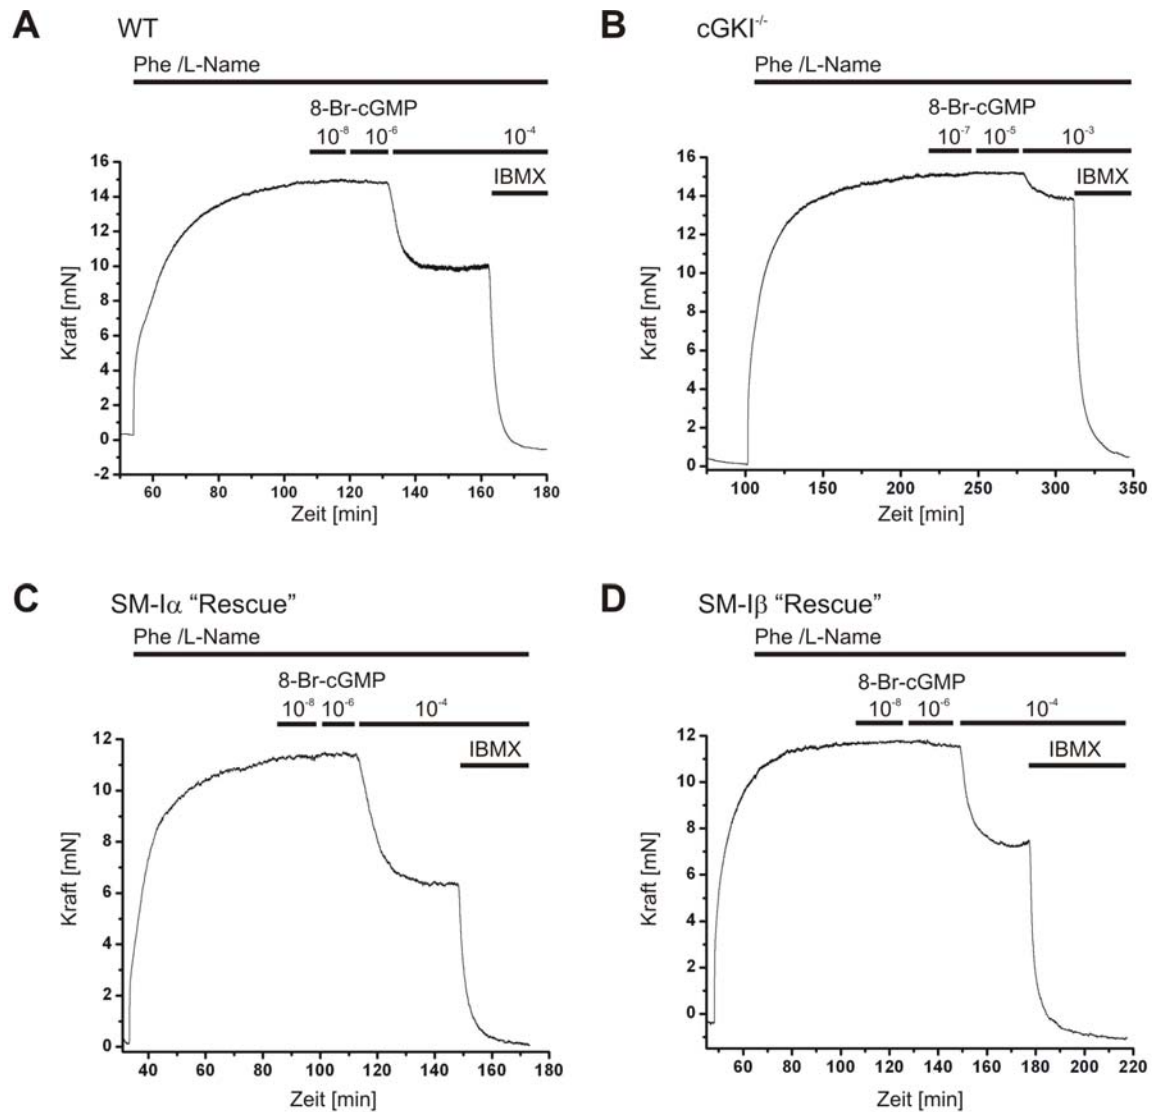 A WT
Phe /L-Name
8-Br-cGMP
10⁻⁸ 10⁻⁶ 10⁻⁴
IBMX
16
14
12
10
8
6
4
2
0
-2
Kraft [mN]
60 80 100 120 140 160 180
Zeit [min]
B cGKI⁻/⁻
Phe /L-Name
8-Br-cGMP
10⁻⁷ 10⁻⁵ 10⁻³
IBMX
16
14
12
10
8
6
4
2
0
Kraft [mN]
100 150 200 250 300 350
Zeit [min]
C SM-Iα “Rescue”
Phe /L-Name
8-Br-cGMP
10⁻⁸ 10⁻⁶ 10⁻⁴
IBMX
12
10
8
6
4
2
0
Kraft [mN]
40 60 80 100 120 140 160 180
Zeit [min]
D SM-Iβ “Rescue”
Phe /L-Name
8-Br-cGMP
10⁻⁸ 10⁻⁶ 10⁻⁴
IBMX
12
10
8
6
4
2
0
Kraft [mN]
60 80 100 120 140 160 180 200 220
Zeit [min]